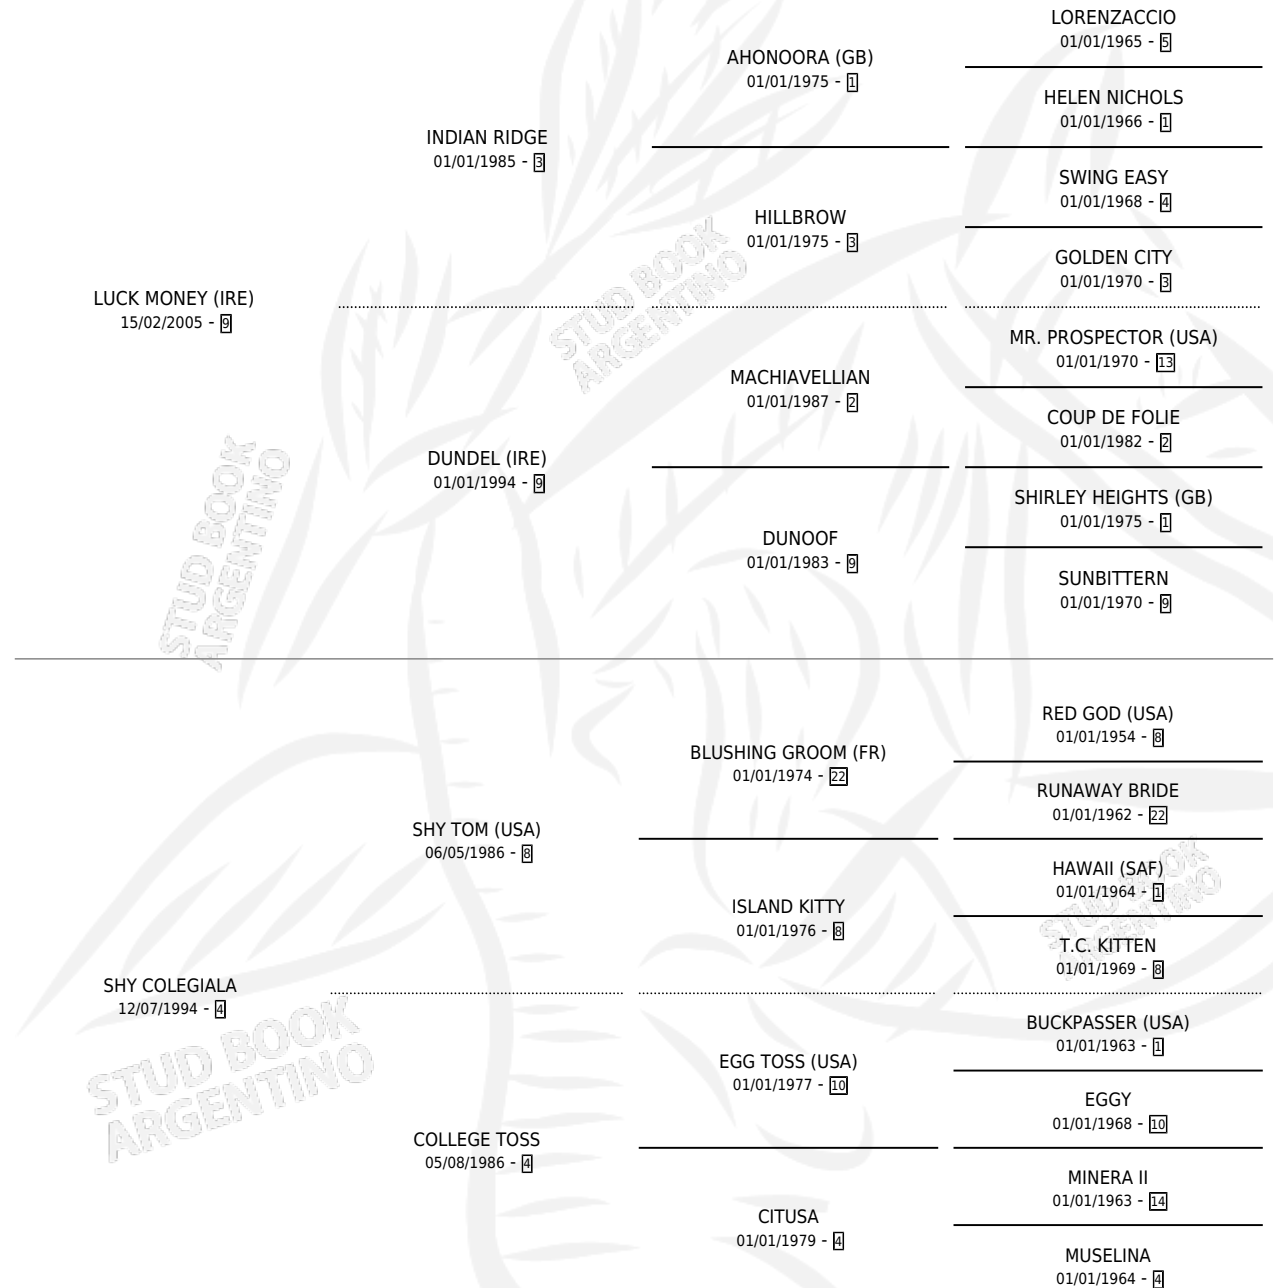 LORENZACCIO
01/01/1965 - 5
AHONOORA (GB)
01/01/1975 - 1
HELEN NICHOLS
01/01/1966 - 1
INDIAN RIDGE
01/01/1985 - 3
SWING EASY
01/01/1968 - 4
HILLBROW
01/01/1975 - 3
GOLDEN CITY
01/01/1970 - 3
LUCK MONEY (IRE)
15/02/2005 - 9
MR. PROSPECTOR (USA)
01/01/1970 - 13
MACHIAVELLIAN
01/01/1987 - 2
COUP DE FOLIE
01/01/1982 - 2
DUNDEL (IRE)
01/01/1994 - 9
SHIRLEY HEIGHTS (GB)
01/01/1975 - 1
DUNOOF
01/01/1983 - 9
SUNBITTERN
01/01/1970 - 9
STUD BOOK
ARGENTINO
STUD BOOK
ARGENTINO
RED GOD (USA)
01/01/1954 - 8
BLUSHING GROOM (FR)
01/01/1974 - 22
RUNAWAY BRIDE
01/01/1962 - 22
SHY TOM (USA)
06/05/1986 - 8
HAWAII (SAF)
01/01/1964 - 1
ISLAND KITTY
01/01/1976 - 8
T.C. KITTEN
01/01/1969 - 8
STUD BOOK
ARGENTINO
SHY COLEGIALA
12/07/1994 - 4
BUCKPASSER (USA)
01/01/1963 - 1
EGG TOSS (USA)
01/01/1977 - 10
EGGY
01/01/1968 - 10
COLLEGE TOSS
05/08/1986 - 4
MINERA II
01/01/1963 - 14
CITUSA
01/01/1979 - 4
MUSELINA
01/01/1964 - 4
STUD BOOK
ARGENTINO